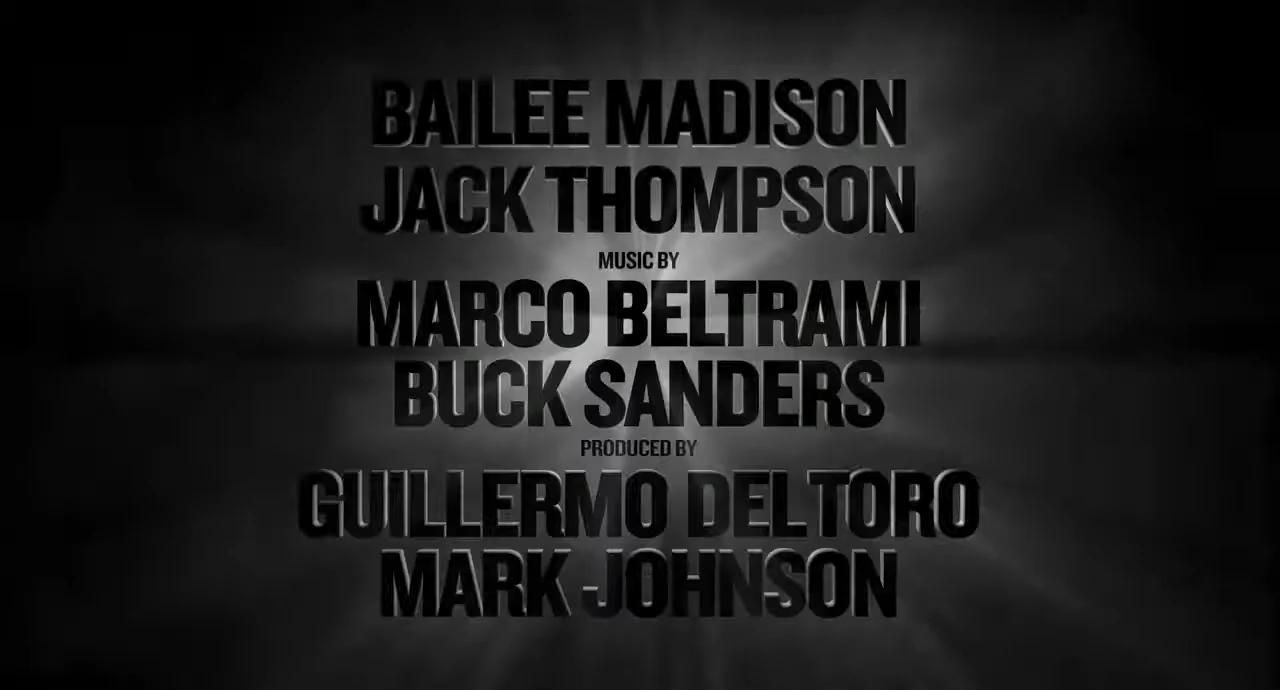 BAILEE MADISON
JACK THOMPSON
MUSIC BY
MARCO BELTRAMI
BUCK SANDERS
PRODUCED BY
GUILLERMO DEL TORO
MARK JOHNSON